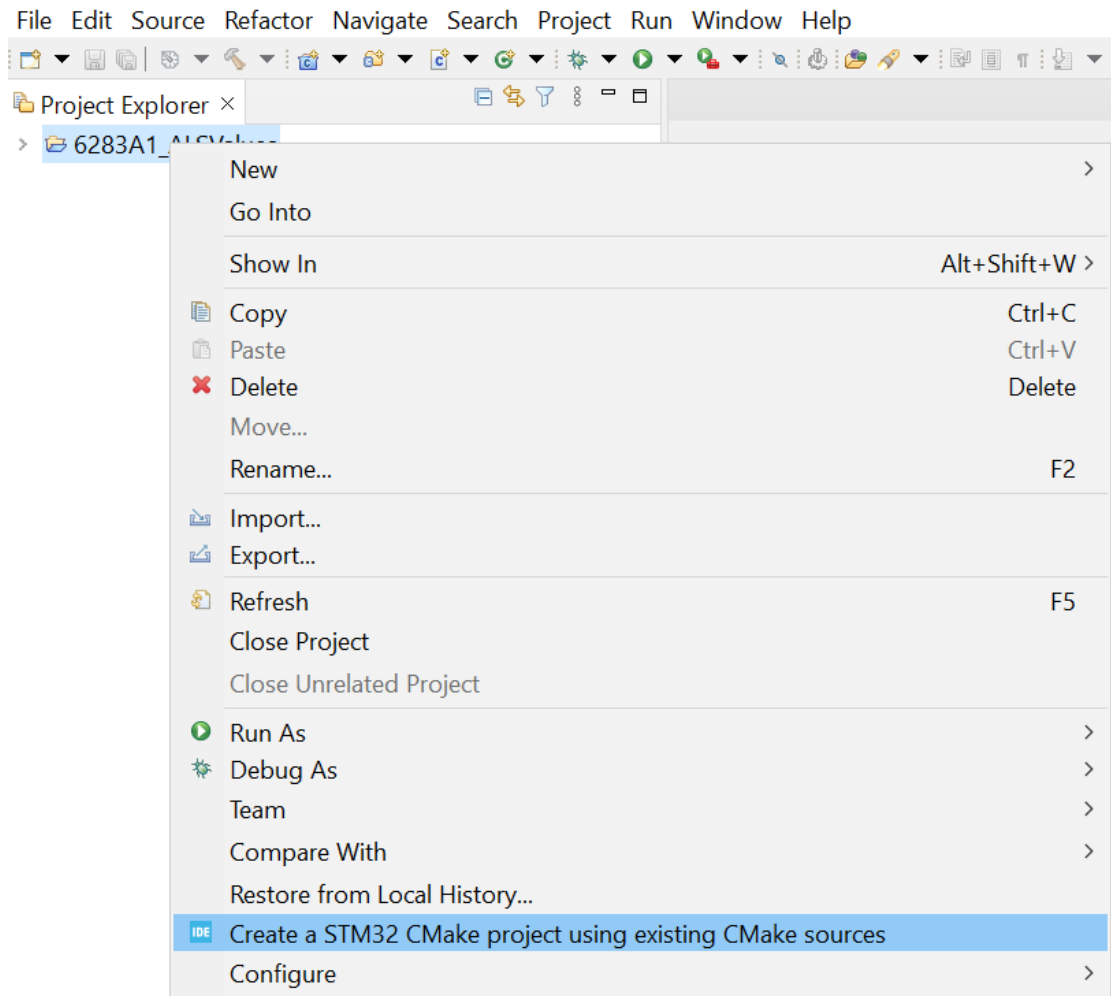 File Edit Source Refactor Navigate Search Project Run Window Help
Project Explorer
6283A1_ALSValues
New
Go Into
Show In Alt+Shift+W
Copy Ctrl+C
Paste Ctrl+V
Delete Delete
Move...
Rename... F2
Import...
Export...
Refresh F5
Close Project
Close Unrelated Project
Run As
Debug As
Team
Compare With
Restore from Local History...
IDE Create a STM32 CMake project using existing CMake sources
Configure